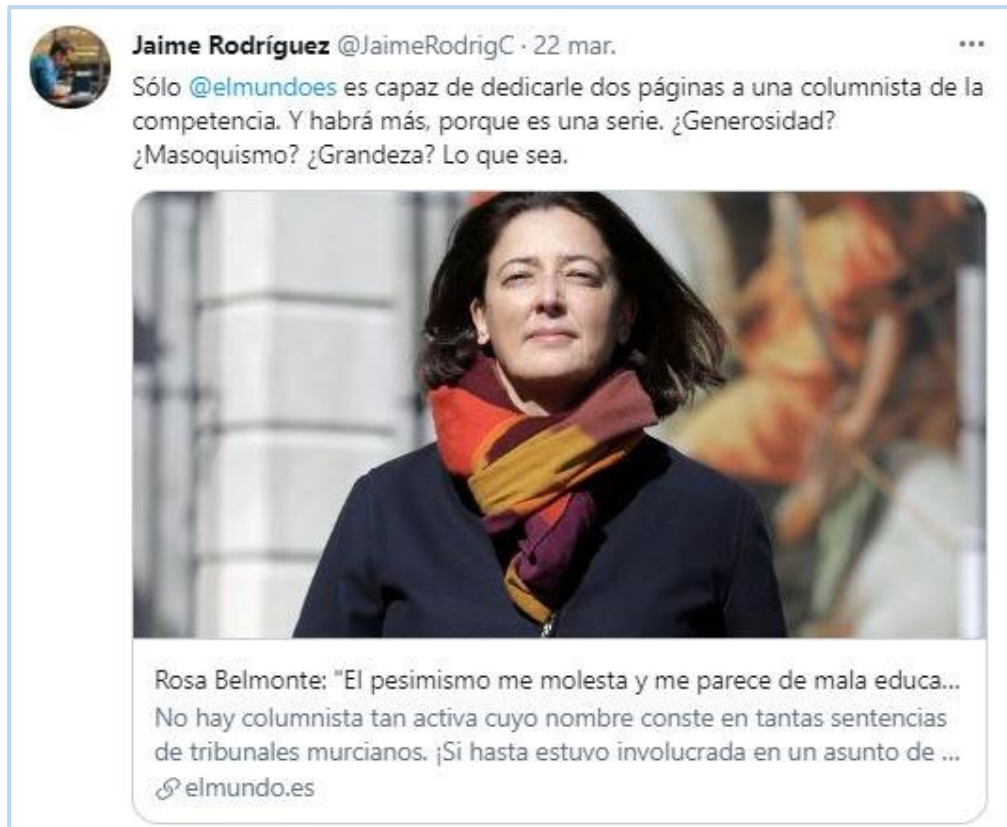 Jaime Rodríguez @JaimeRodrigC · 22 mar.
Sólo @elmundoes es capaz de dedicarle dos páginas a una columnista de la
competencia. Y habrá más, porque es una serie. ¿Generosidad?
¿Masoquismo? ¿Grandeza? Lo que sea.
Rosa Belmonte: "El pesimismo me molesta y me parece de mala educa...
No hay columnista tan activa cuyo nombre conste en tantas sentencias
de tribunales murcianos. ¡Si hasta estuvo involucrada en un asunto de ...
elmundo.es